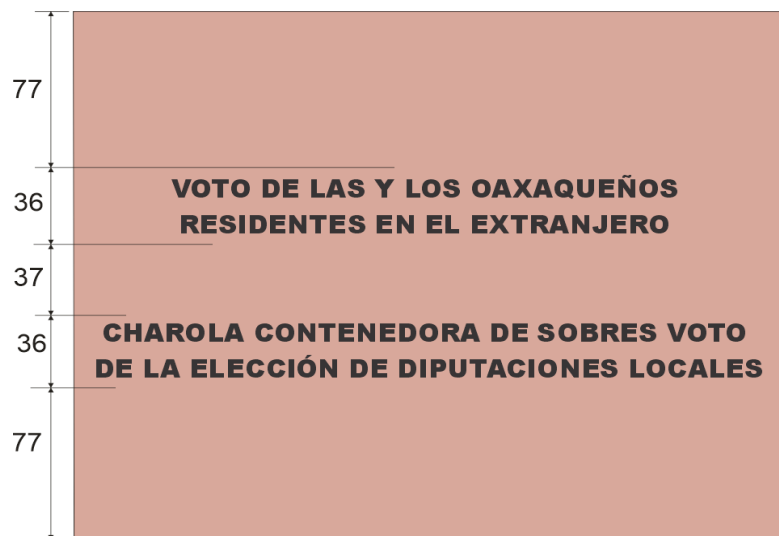 77
36
37
36
77
VOTO DE LAS Y LOS OAXAQUEÑOS
RESIDENTES EN EL EXTRANJERO
CHAROLA CONTENEDORA DE SOBRES VOTO
DE LA ELECCIÓN DE DIPUTACIONES LOCALES